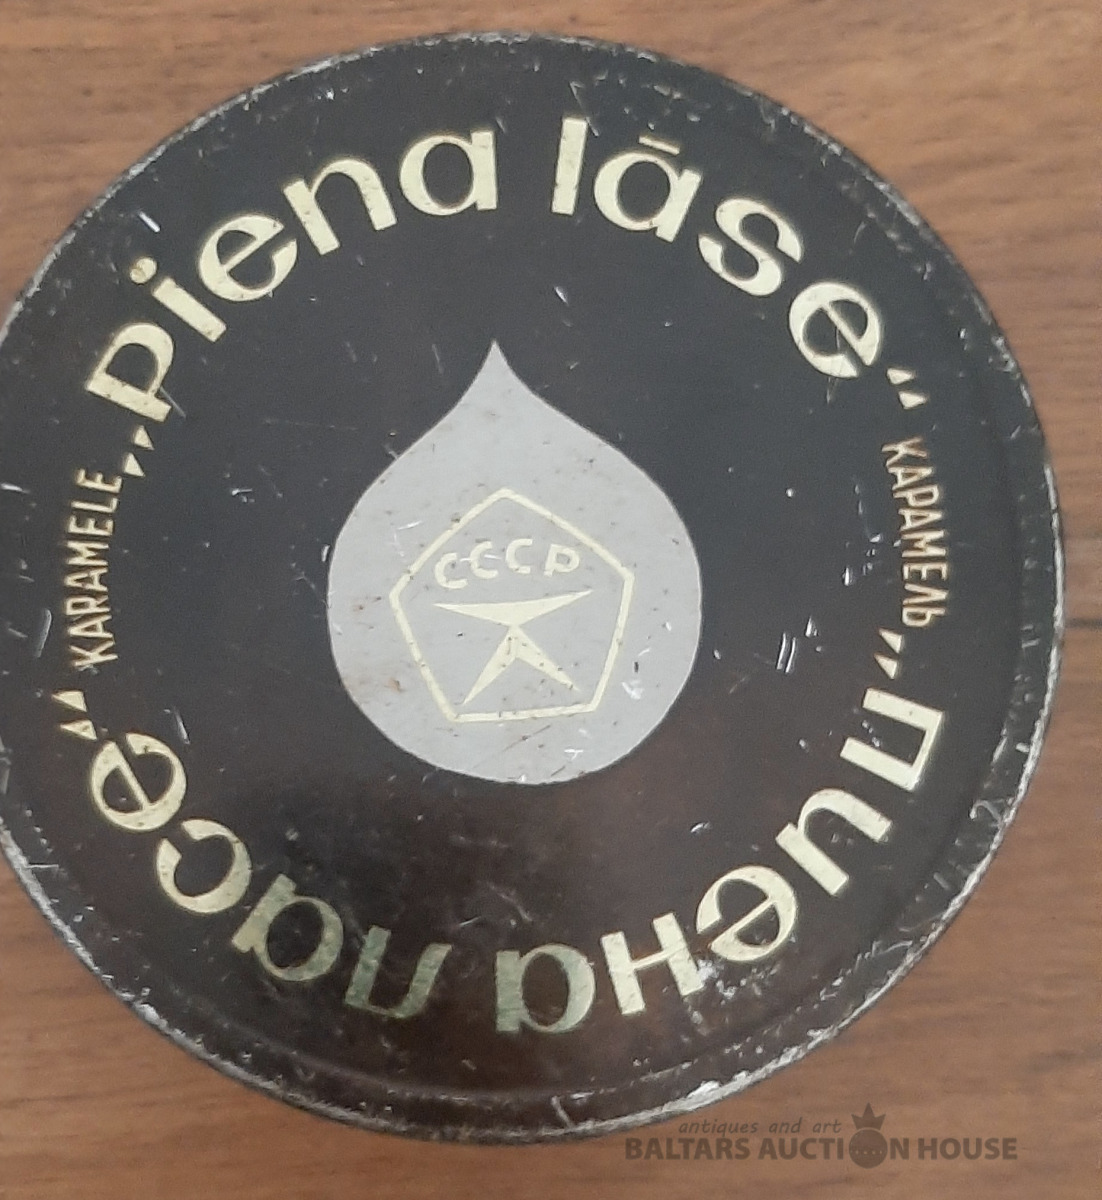 „piena lāse“
КАРАМЕЛЬ
„Пиена ласе“
KARAMELE
СССР
antiques and art
BALTARS AUCTION HOUSE